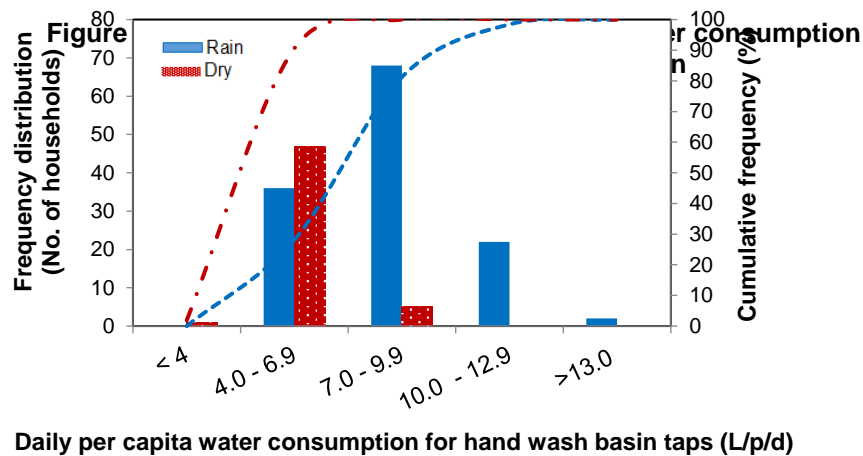 Figure er consumption
n
Rain
Dry
Frequency distribution
(No. of households)
80
70
60
50
40
30
20
10
0
100
90
80
70
60
50
40
30
20
10
0
Cumulative frequency (%)
< 4
4.0 - 6.9
7.0 - 9.9
10.0 - 12.9
>13.0
Daily per capita water consumption for hand wash basin taps (L/p/d)